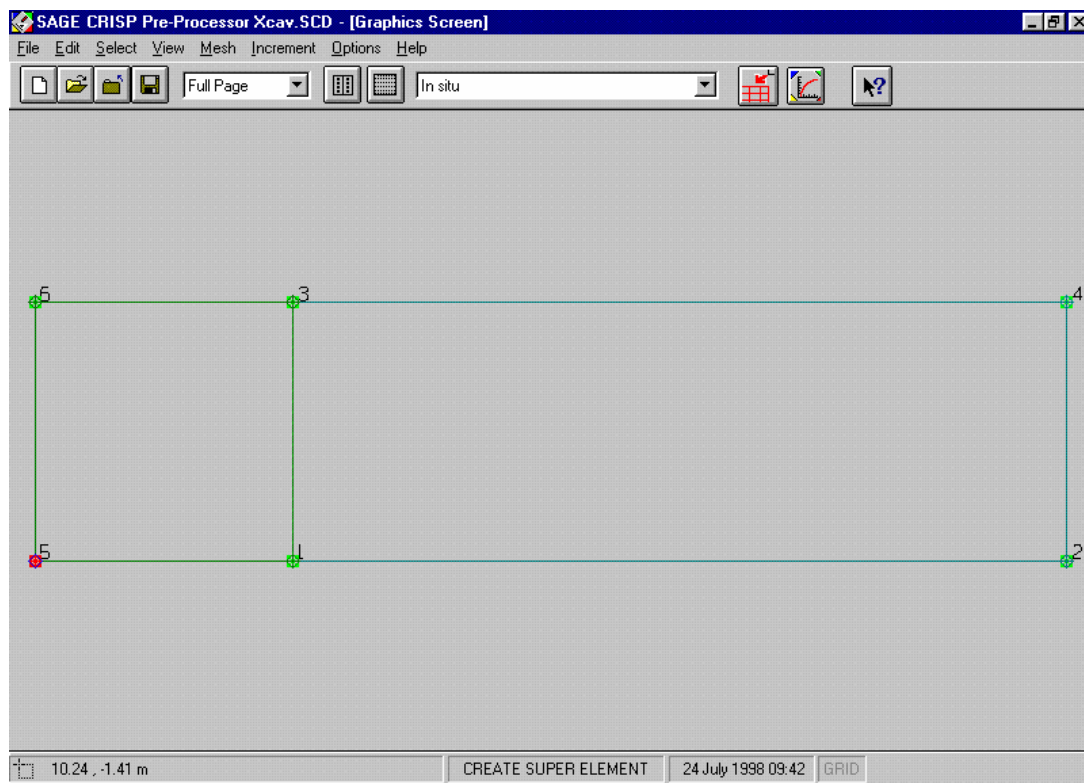 SAGE CRISP Pre-Processor Xcav.SCD - [Graphics Screen]
File Edit Select View Mesh Increment Options Help
Full Page In situ
6 3 4
5 1 2
10.24 , -1.41 m CREATE SUPER ELEMENT 24 July 1998 09:42 GRID